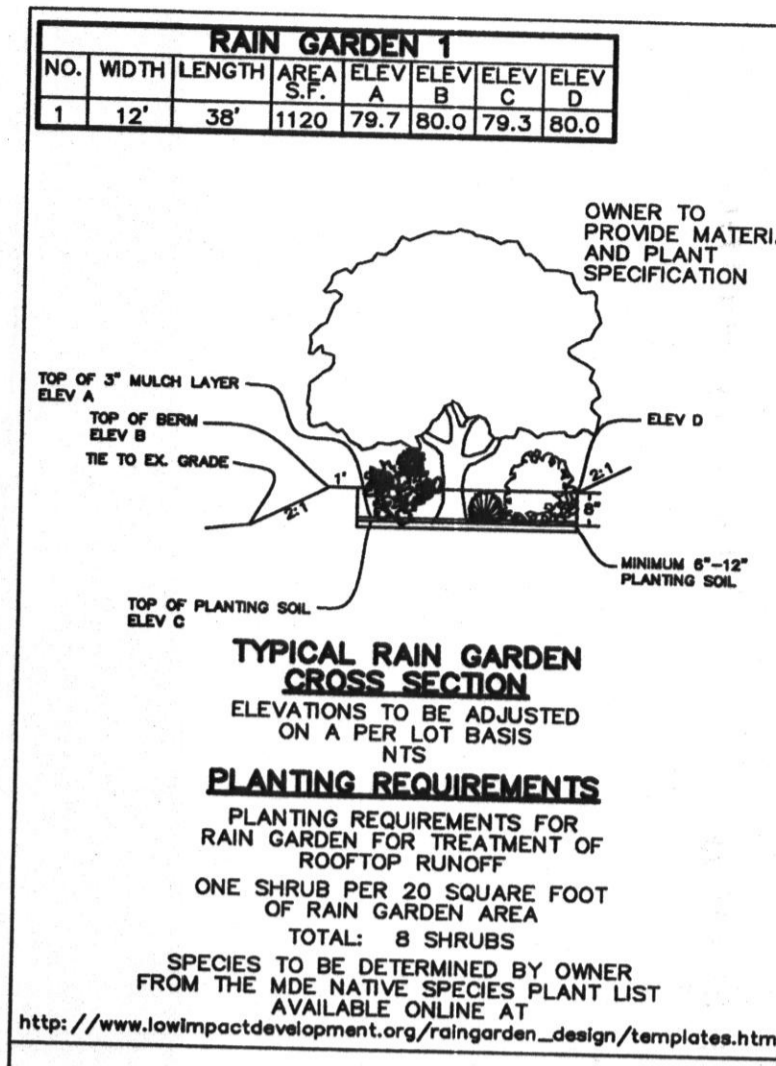 RAIN GARDEN 1
NO. WIDTH LENGTH AREA S.F. ELEV A ELEV B ELEV C ELEV D
1 12' 38' 1120 79.7 80.0 79.3 80.0
OWNER TO
PROVIDE MATERI
AND PLANT
SPECIFICATION
TOP OF 3" MULCH LAYER
ELEV A
TOP OF BERM
ELEV B
TIE TO EX. GRADE
2:1
1'
ELEV D
2:1
8"
MINIMUM 6"-12"
PLANTING SOIL
TOP OF PLANTING SOIL
ELEV C
TYPICAL RAIN GARDEN
CROSS SECTION
ELEVATIONS TO BE ADJUSTED
ON A PER LOT BASIS
NTS
PLANTING REQUIREMENTS
PLANTING REQUIREMENTS FOR
RAIN GARDEN FOR TREATMENT OF
ROOFTOP RUNOFF
ONE SHRUB PER 20 SQUARE FOOT
OF RAIN GARDEN AREA
TOTAL: 8 SHRUBS
SPECIES TO BE DETERMINED BY OWNER
FROM THE MDE NATIVE SPECIES PLANT LIST
AVAILABLE ONLINE AT
http://www.lowimpactdevelopment.org/raingarden_design/templates.htm